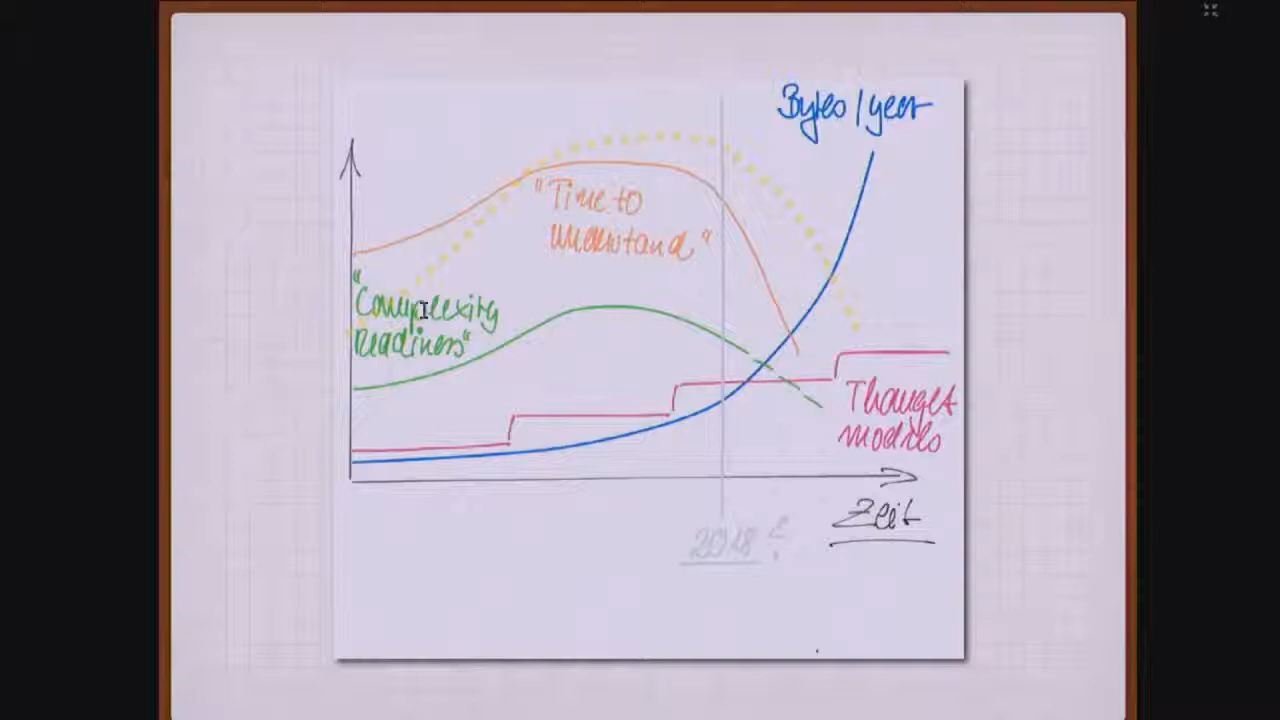 Bytes/year
"Time to
understand"
"Complexity
readiness"
Thought
models
Zeit
2018?